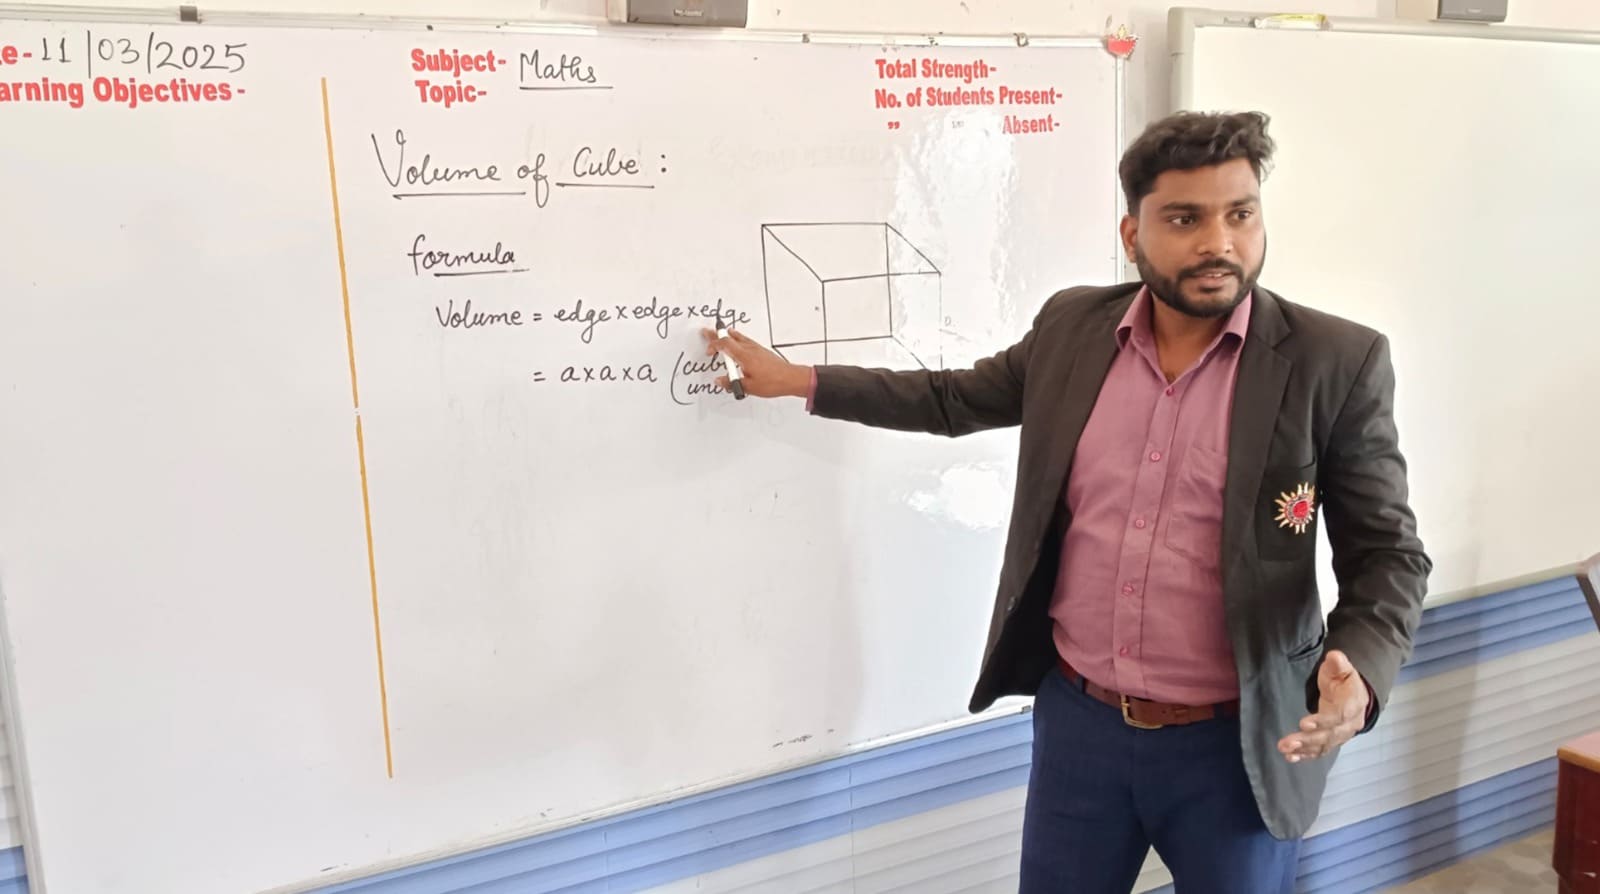 e- 11/03/2025
arning Objectives-
Subject- Maths
Topic-
Total Strength-
No. of Students Present-
" Absent-
Volume of Cube :
formula
Volume = edge x edge x edge
= a x a x a